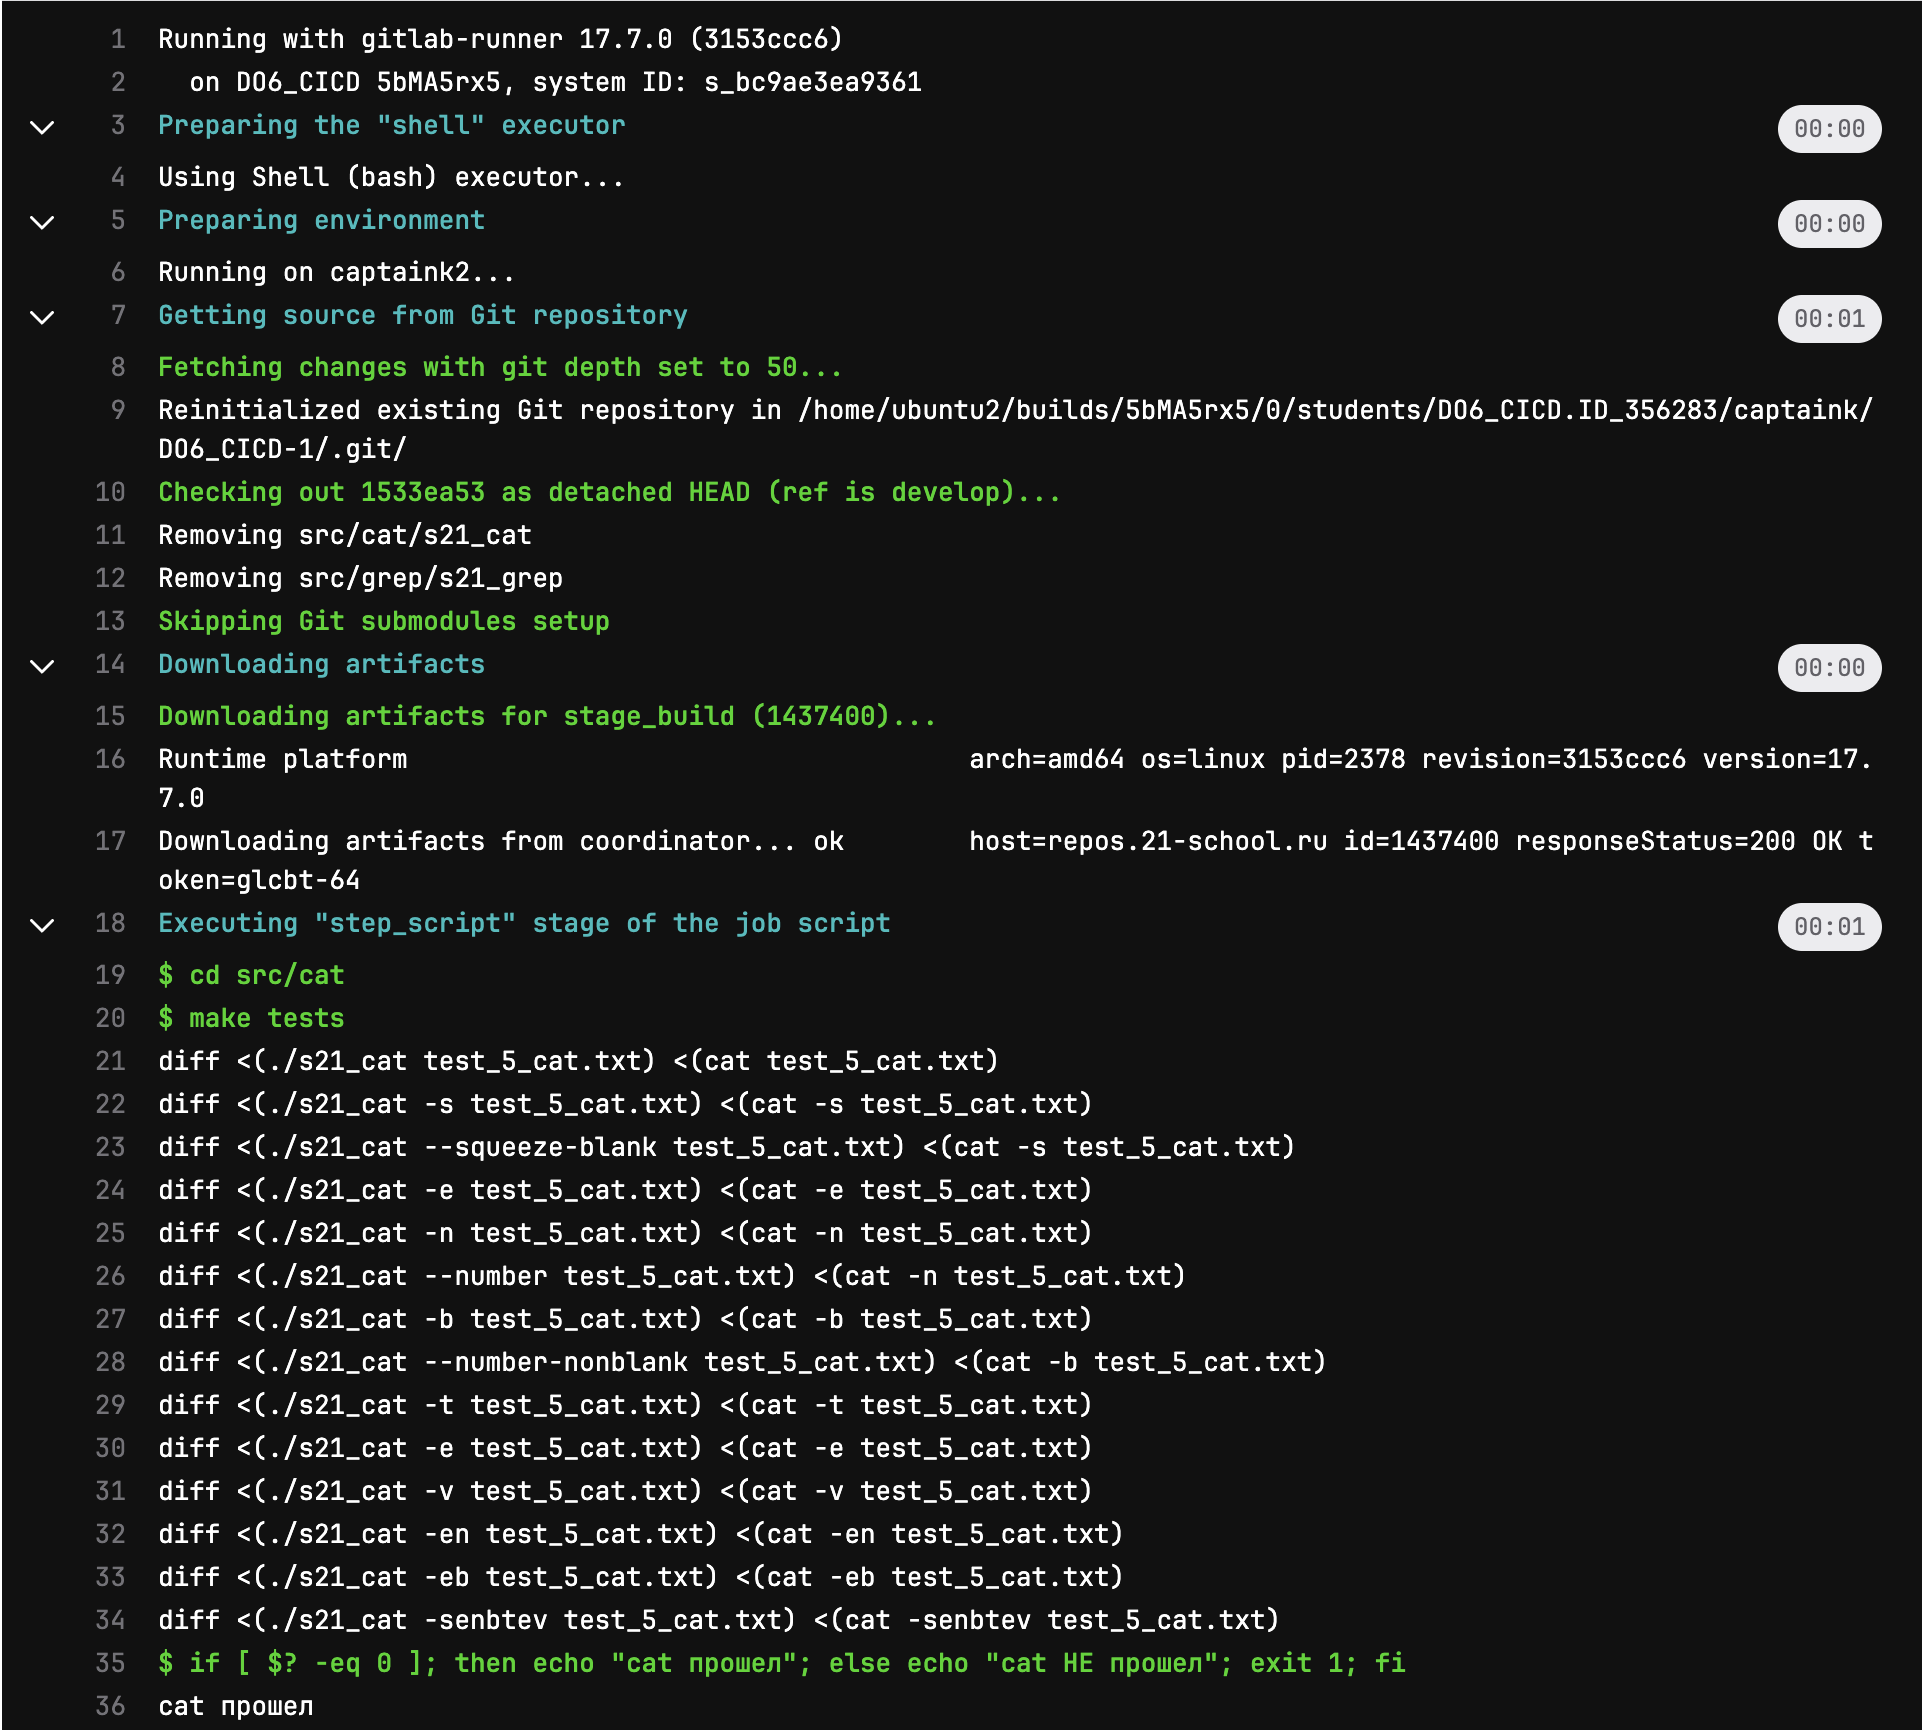 1 Running with gitlab-runner 17.7.0 (3153ccc6)
2 on DO6_CICD 5bMA5rx5, system ID: s_bc9ae3ea9361
3 Preparing the "shell" executor 00:00
4 Using Shell (bash) executor...
5 Preparing environment 00:00
6 Running on captaink2...
7 Getting source from Git repository 00:01
8 Fetching changes with git depth set to 50...
9 Reinitialized existing Git repository in /home/ubuntu2/builds/5bMA5rx5/0/students/DO6_CICD.ID_356283/captaink/
DO6_CICD-1/.git/
10 Checking out 1533ea53 as detached HEAD (ref is develop)...
11 Removing src/cat/s21_cat
12 Removing src/grep/s21_grep
13 Skipping Git submodules setup
14 Downloading artifacts 00:00
15 Downloading artifacts for stage_build (1437400)...
16 Runtime platform arch=amd64 os=linux pid=2378 revision=3153ccc6 version=17.
7.0
17 Downloading artifacts from coordinator... ok host=repos.21-school.ru id=1437400 responseStatus=200 OK t
oken=glcbt-64
18 Executing "step_script" stage of the job script 00:01
19 $ cd src/cat
20 $ make tests
21 diff <(./s21_cat test_5_cat.txt) <(cat test_5_cat.txt)
22 diff <(./s21_cat -s test_5_cat.txt) <(cat -s test_5_cat.txt)
23 diff <(./s21_cat --squeeze-blank test_5_cat.txt) <(cat -s test_5_cat.txt)
24 diff <(./s21_cat -e test_5_cat.txt) <(cat -e test_5_cat.txt)
25 diff <(./s21_cat -n test_5_cat.txt) <(cat -n test_5_cat.txt)
26 diff <(./s21_cat --number test_5_cat.txt) <(cat -n test_5_cat.txt)
27 diff <(./s21_cat -b test_5_cat.txt) <(cat -b test_5_cat.txt)
28 diff <(./s21_cat --number-nonblank test_5_cat.txt) <(cat -b test_5_cat.txt)
29 diff <(./s21_cat -t test_5_cat.txt) <(cat -t test_5_cat.txt)
30 diff <(./s21_cat -e test_5_cat.txt) <(cat -e test_5_cat.txt)
31 diff <(./s21_cat -v test_5_cat.txt) <(cat -v test_5_cat.txt)
32 diff <(./s21_cat -en test_5_cat.txt) <(cat -en test_5_cat.txt)
33 diff <(./s21_cat -eb test_5_cat.txt) <(cat -eb test_5_cat.txt)
34 diff <(./s21_cat -senbtev test_5_cat.txt) <(cat -senbtev test_5_cat.txt)
35 $ if [ $? -eq 0 ]; then echo "cat прошел"; else echo "cat НЕ прошел"; exit 1; fi
36 cat прошел